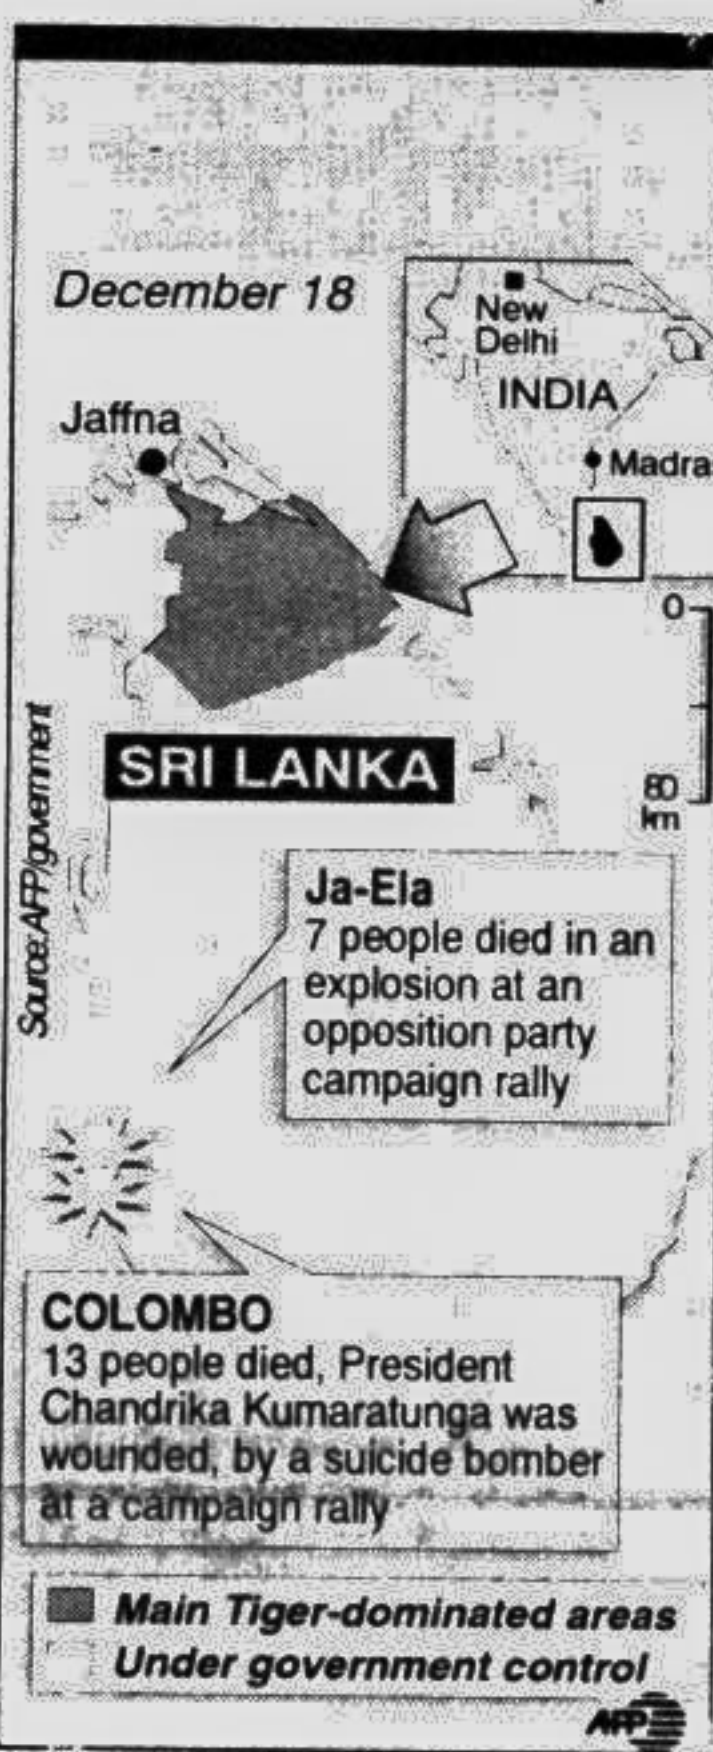 December 18
New
Delhi
INDIA
Jaffna
Madra
0
SRI LANKA
80
km
Source: AFP/government
Ja-Ela
7 people died in an
explosion at an
opposition party
campaign rally
COLOMBO
13 people died, President
Chandrika Kumaratunga was
wounded, by a suicide bomber
at a campaign rally
Main Tiger-dominated areas
Under government control
AFP